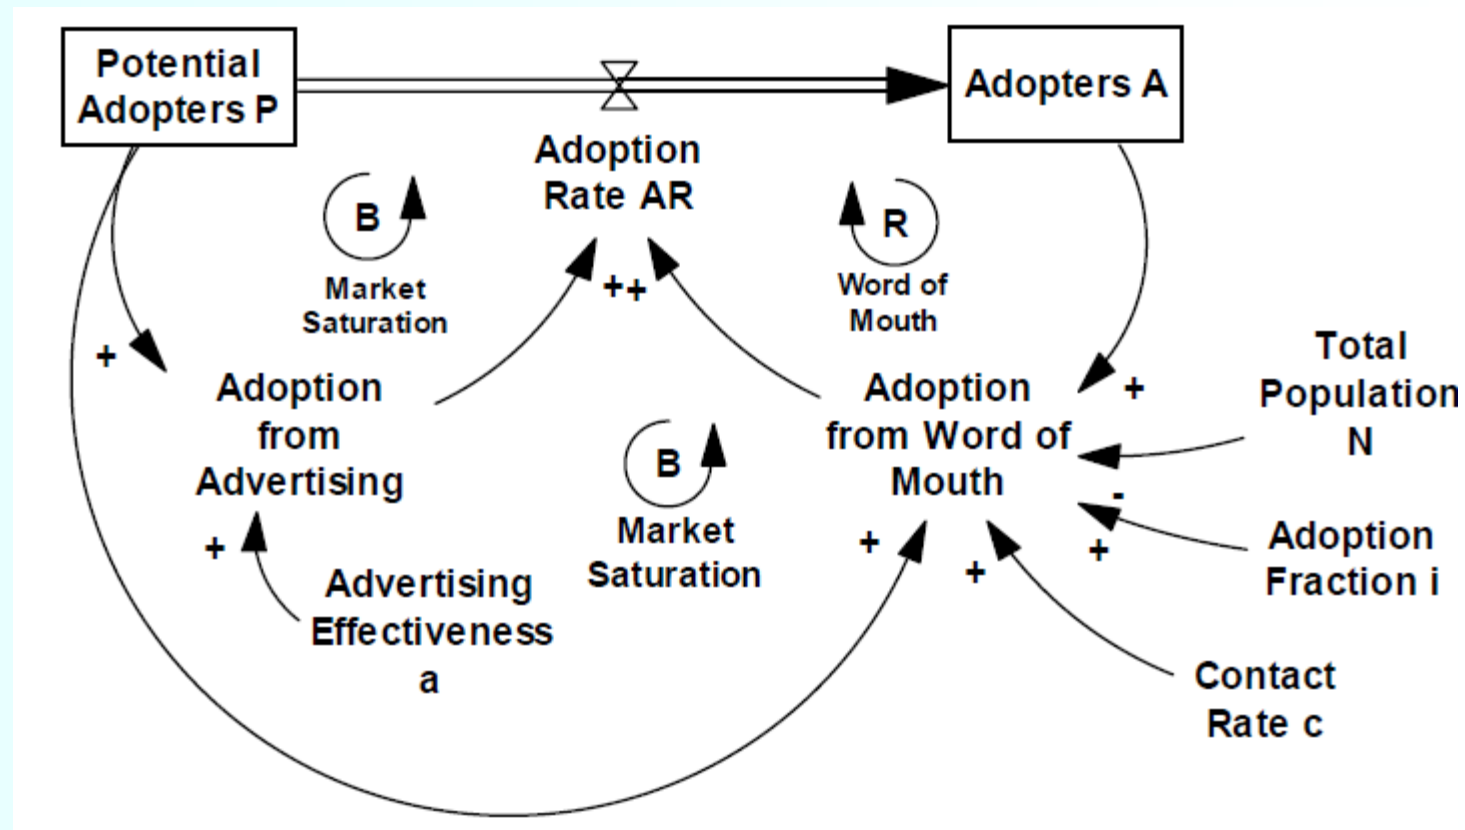 Potential
Adopters P
Adopters A
Adoption
Rate AR
B
Market
Saturation
R
Word of
Mouth
+
++
+
Adoption
from
Advertising
Adoption
from Word of
Mouth
Total
Population
N
B
Market
Saturation
-
+
Advertising
Effectiveness
a
+
+
+
Adoption
Fraction i
Contact
Rate c